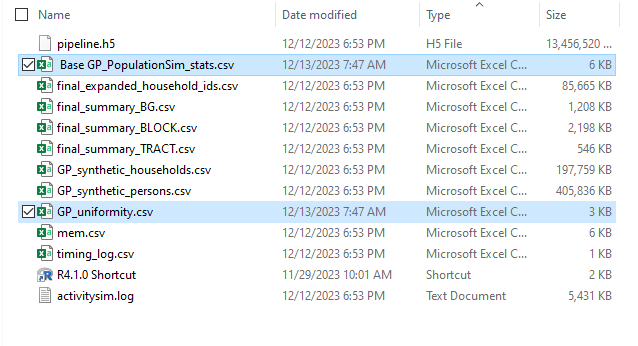 Name Date modified Type Size
pipeline.h5 12/12/2023 6:53 PM H5 File 13,456,520 ...
Base GP_PopulationSim_stats.csv 12/13/2023 7:47 AM Microsoft Excel C... 6 KB
final_expanded_household_ids.csv 12/12/2023 6:53 PM Microsoft Excel C... 85,665 KB
final_summary_BG.csv 12/12/2023 6:53 PM Microsoft Excel C... 1,208 KB
final_summary_BLOCK.csv 12/12/2023 6:53 PM Microsoft Excel C... 2,198 KB
final_summary_TRACT.csv 12/12/2023 6:53 PM Microsoft Excel C... 546 KB
GP_synthetic_households.csv 12/12/2023 6:53 PM Microsoft Excel C... 197,759 KB
GP_synthetic_persons.csv 12/12/2023 6:53 PM Microsoft Excel C... 405,836 KB
GP_uniformity.csv 12/13/2023 7:47 AM Microsoft Excel C... 3 KB
mem.csv 12/12/2023 6:53 PM Microsoft Excel C... 6 KB
timing_log.csv 12/12/2023 6:53 PM Microsoft Excel C... 1 KB
R4.1.0 Shortcut 11/29/2023 10:01 AM Shortcut 2 KB
activitysim.log 12/12/2023 6:53 PM Text Document 5,431 KB